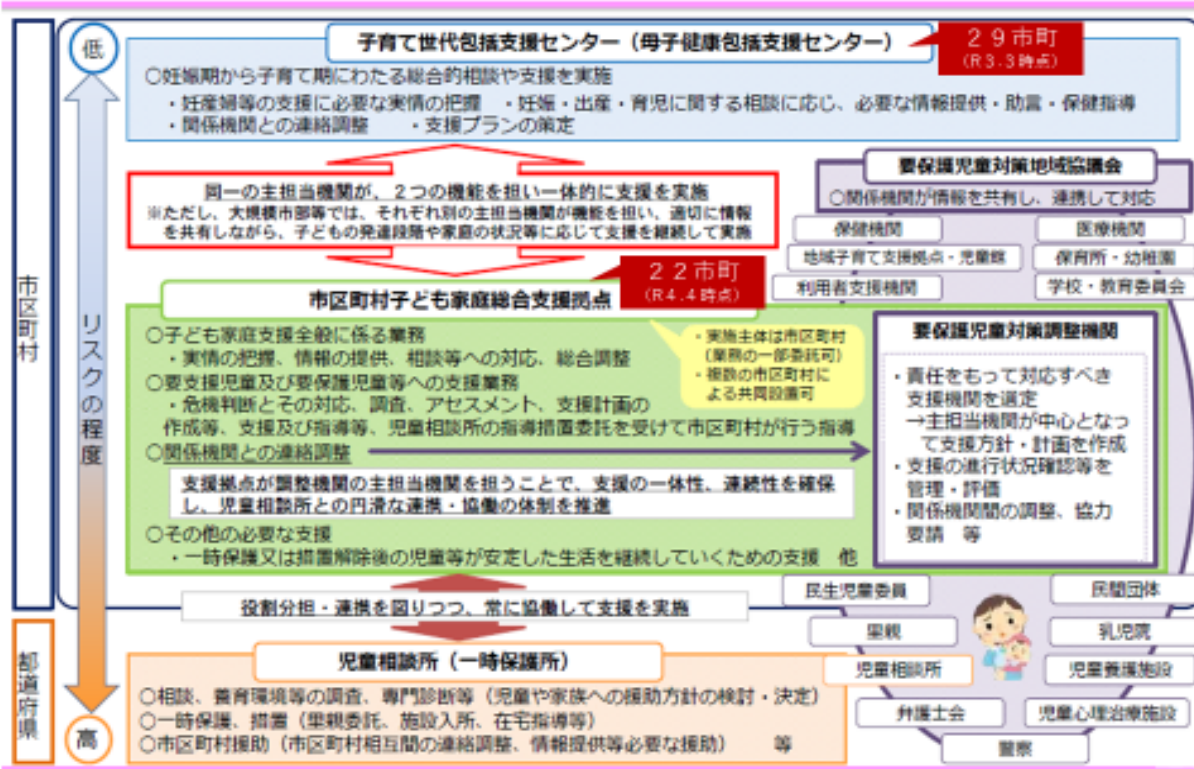 低
子育て世代包括支援センター（母子健康包括支援センター）
２９市町
（R3.3時点）
○妊娠期から子育て期にわたる総合的相談や支援を実施
・妊産婦等の支援に必要な実情の把握　・妊娠・出産・育児に関する相談に応じ、必要な情報提供・助言・保健指導
・関係機関との連絡調整　・支援プランの策定
同一の主担当機関が、２つの機能を担い一体的に支援を実施
※ただし、大規模市部等では、それぞれ別の主担当機関が機能を担い、適切に情報
を共有しながら、子どもの発達段階や家庭の状況等に応じて支援を継続して実施
要保護児童対策地域協議会
○関係機関が情報を共有し、連携して対応
保健機関
医療機関
地域子育て支援拠点・児童館
保育所・幼稚園
利用者支援機関
学校・教育委員会
市区町村
リスクの程度
２２市町
（R4.4時点）
市区町村子ども家庭総合支援拠点
○子ども家庭支援全般に係る業務
・実情の把握、情報の提供、相談等への対応、総合調整
○要支援児童及び要保護児童等への支援業務
・危機判断とその対応、調査、アセスメント、支援計画の
作成等、支援及び指導等、児童相談所の指導措置委託を受けて市区町村が行う指導
○関係機関との連絡調整
支援拠点が調整機関の主担当機関を担うことで、支援の一体性、連続性を確保
し、児童相談所との円滑な連携・協働の体制を推進
○その他の必要な支援
・一時保護又は措置解除後の児童等が安定した生活を継続していくための支援　他
・実施主体は市区町村
（業務の一部委託可）
・複数の市区町村に
よる共同設置可
要保護児童対策調整機関
・責任をもって対応すべき
支援機関を選定
→主担当機関が中心となっ
て支援方針・計画を作成
・支援の進行状況確認等を
管理・評価
・関係機関間の調整、協力
要請　等
役割分担・連携を図りつつ、常に協働して支援を実施
民生児童委員
民間団体
里親
乳児院
児童相談所
児童養護施設
弁護士会
児童心理治療施設
警察
都道府県
高
児童相談所（一時保護所）
○相談、養育環境等の調査、専門診断等（児童や家族への援助方針の検討・決定）
○一時保護、措置（里親委託、施設入所、在宅指導等）
○市区町村援助（市区町村相互間の連絡調整、情報提供等必要な援助）　等